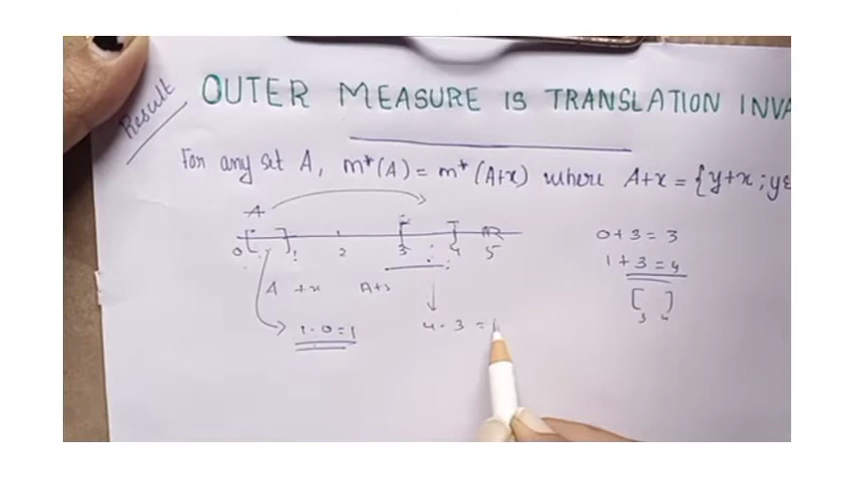 Result
OUTER MEASURE IS TRANSLATION INVA
For any set A, m*(A) = m*(A+x) where A+x = {y+x ; y ε
A
0 [ ] 1 2 3 4 5
0+3 = 3
1+3 = 4
A +x A+3
[ ]
3 4
1-0=1
4-3 =